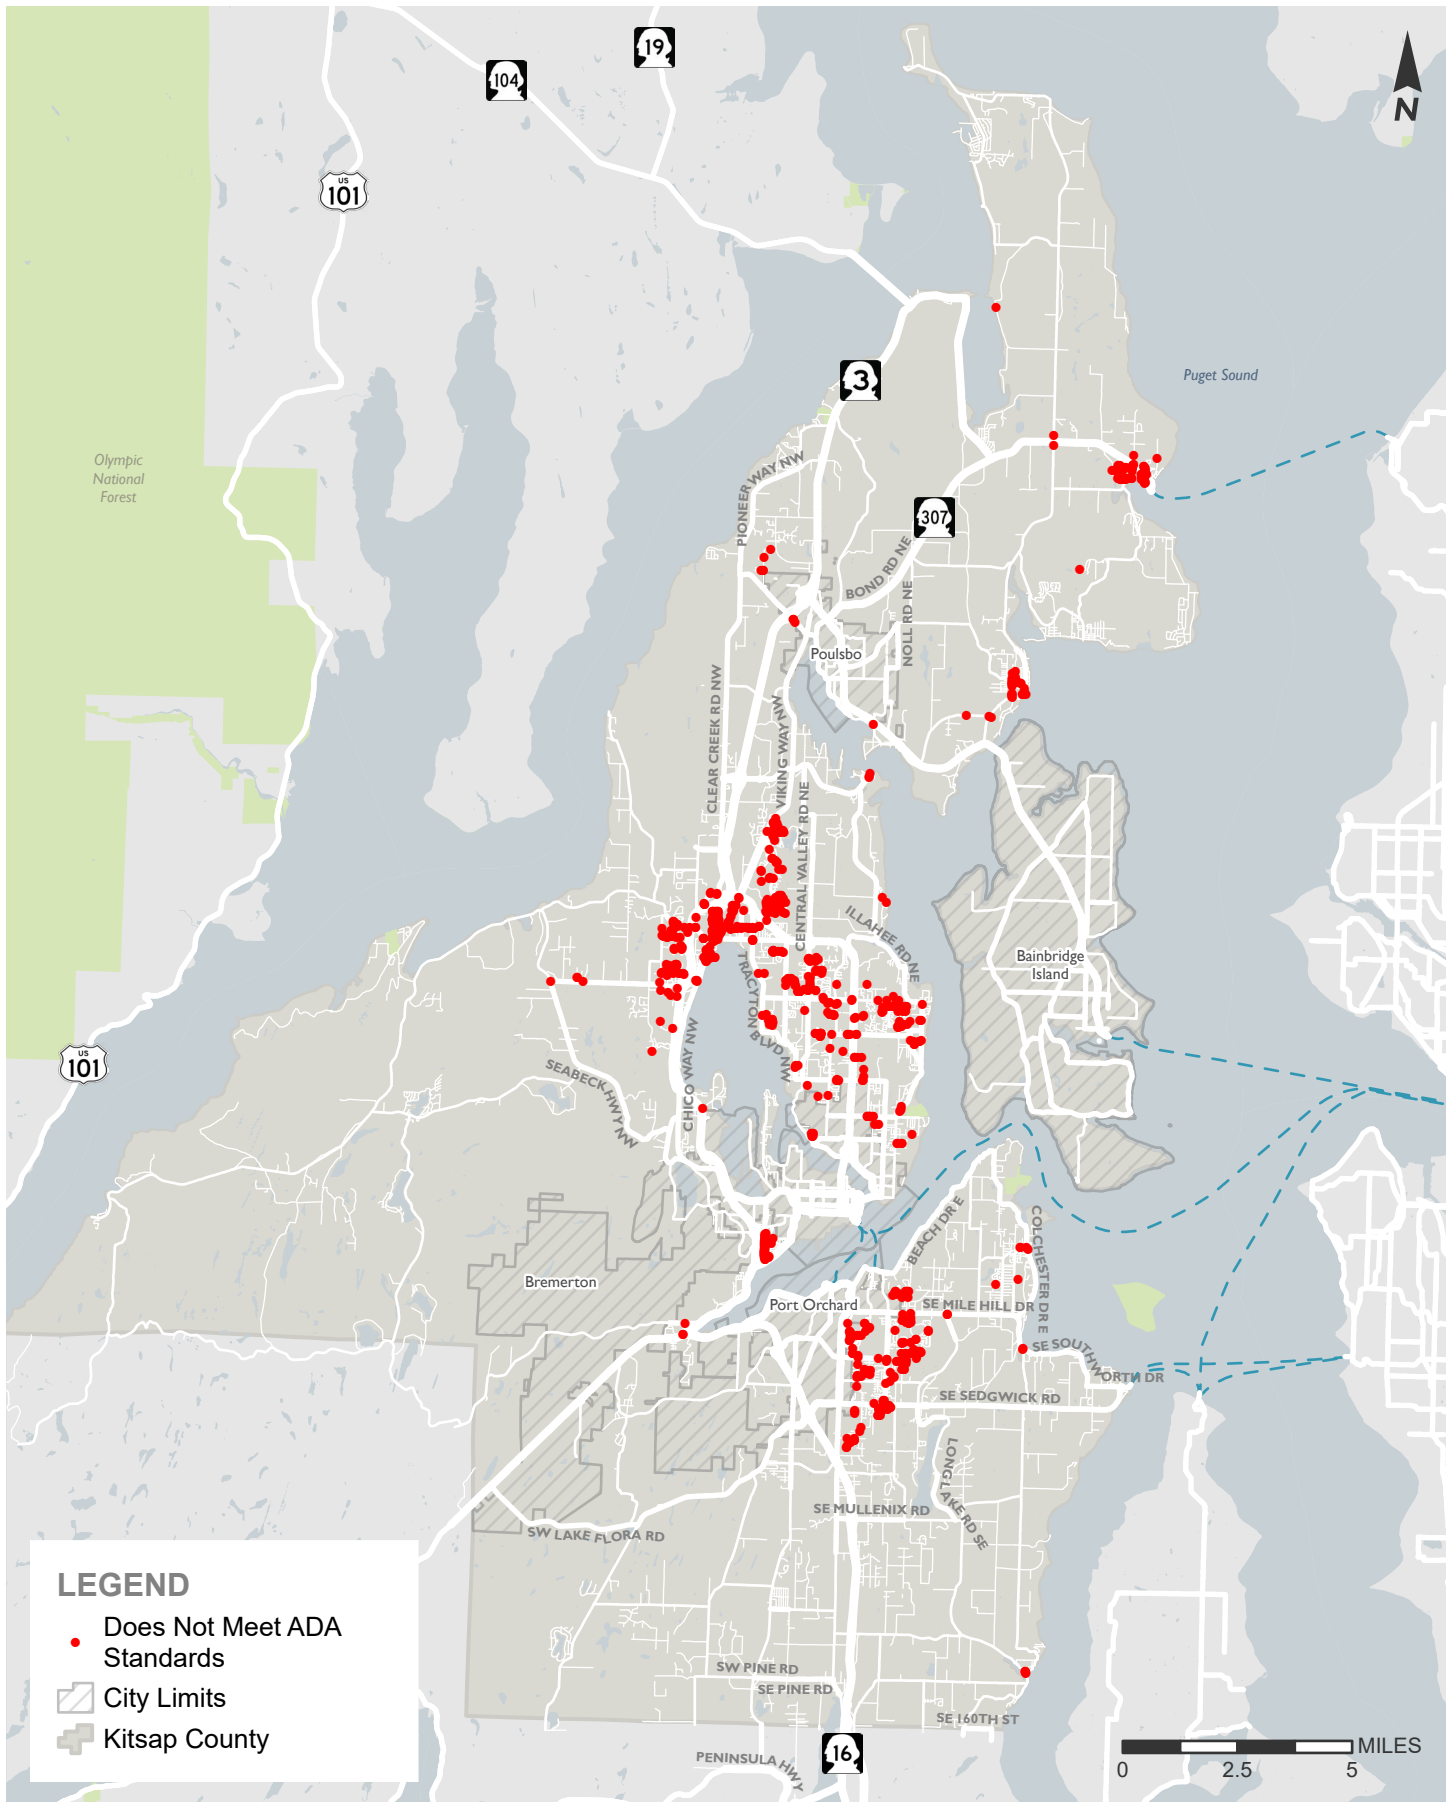 19
104
N
US
101
3
Puget Sound
Olympic
National
Forest
PIONEER WAY NW
307
BOND RD NE
NOLL RD NE
Poulsbo
CLEAR CREEK RD NW
VIKING WAY NW
CENTRAL VALLEY RD NE
ILLAHEE RD NE
Bainbridge
Island
TRACYTON BLVD NW
US
101
CHICO WAY NW
SEABECK HWY NW
BEACH DR E
COLCHESTER DR E
Bremerton
Port Orchard
SE MILE HILL DR
SE SOUTHWORTH DR
SE SEDGWICK RD
LONG LAKE RD SE
SE MULLENIX RD
SW LAKE FLORA RD
LEGEND
Does Not Meet ADA
Standards
City Limits
Kitsap County
SW PINE RD
SE PINE RD
SE 160TH ST
16
PENINSULA HWY
MILES
0 2.5 5